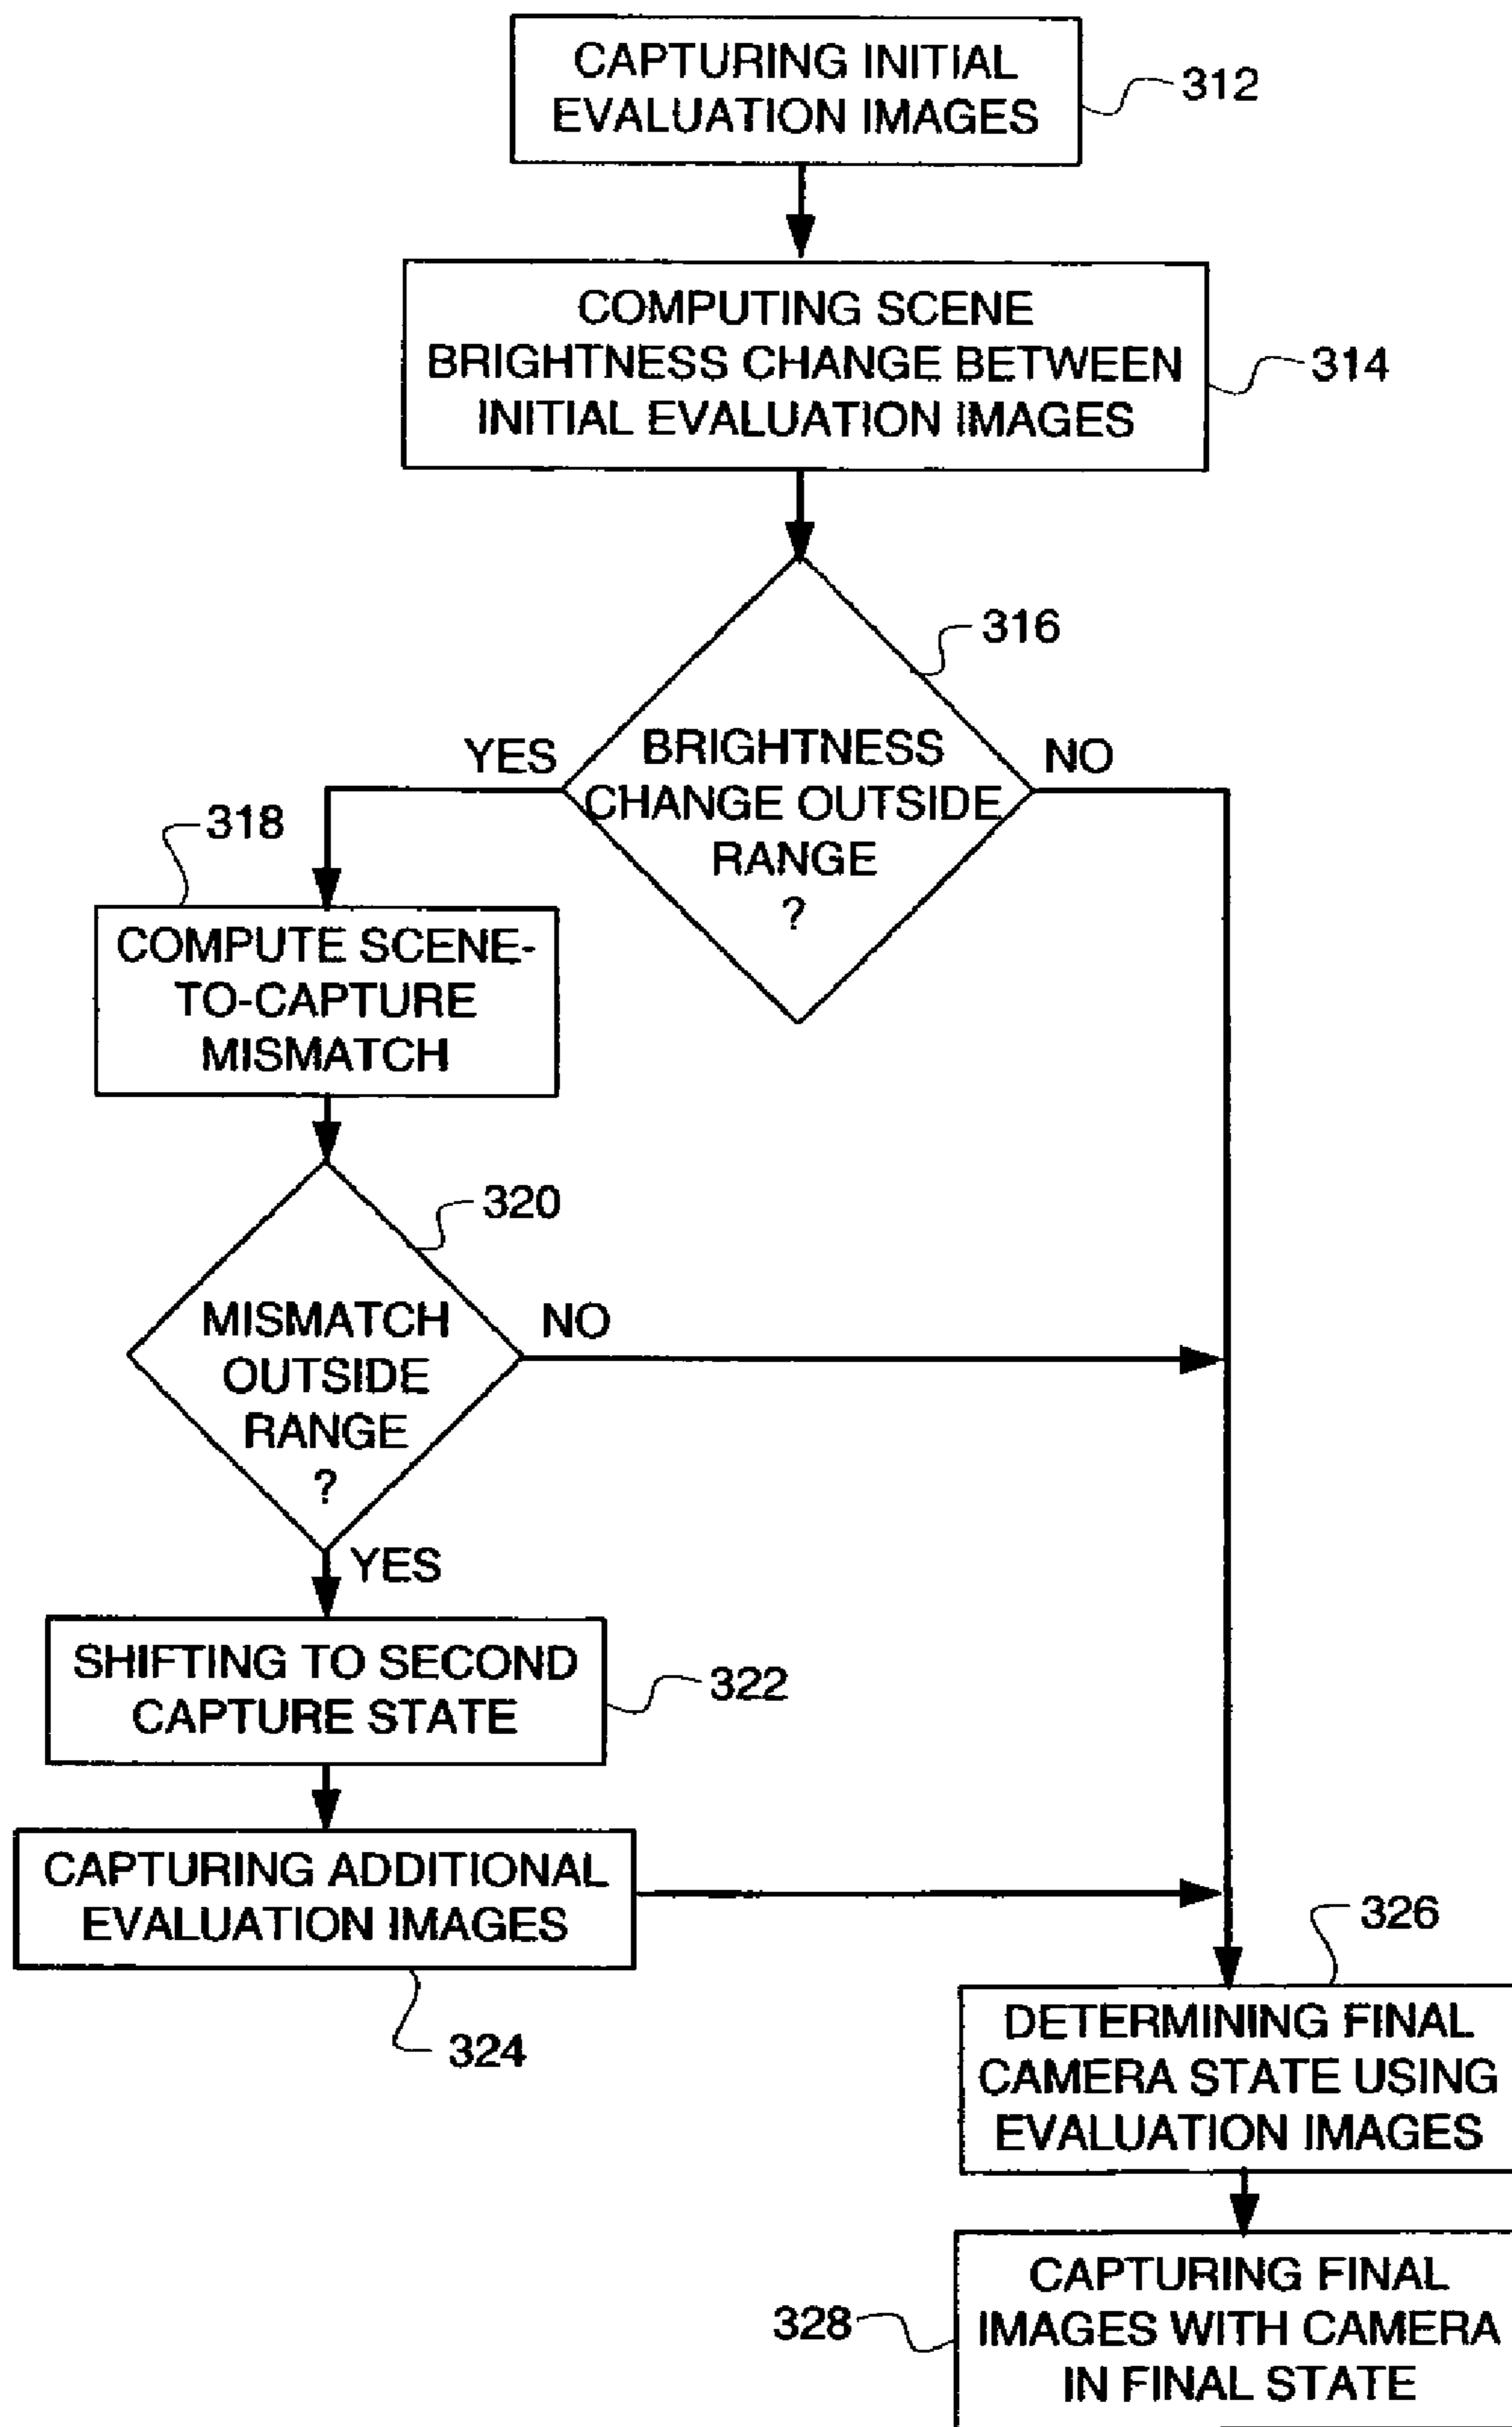 CAPTURING INITIAL
EVALUATION IMAGES
312
COMPUTING SCENE
BRIGHTNESS CHANGE BETWEEN
INITIAL EVALUATION IMAGES
314
316
BRIGHTNESS
CHANGE OUTSIDE
RANGE
?
YES
NO
318
COMPUTE SCENE-
TO-CAPTURE
MISMATCH
320
MISMATCH
OUTSIDE
RANGE
?
NO
YES
SHIFTING TO SECOND
CAPTURE STATE
322
CAPTURING ADDITIONAL
EVALUATION IMAGES
324
326
DETERMINING FINAL
CAMERA STATE USING
EVALUATION IMAGES
328
CAPTURING FINAL
IMAGES WITH CAMERA
IN FINAL STATE